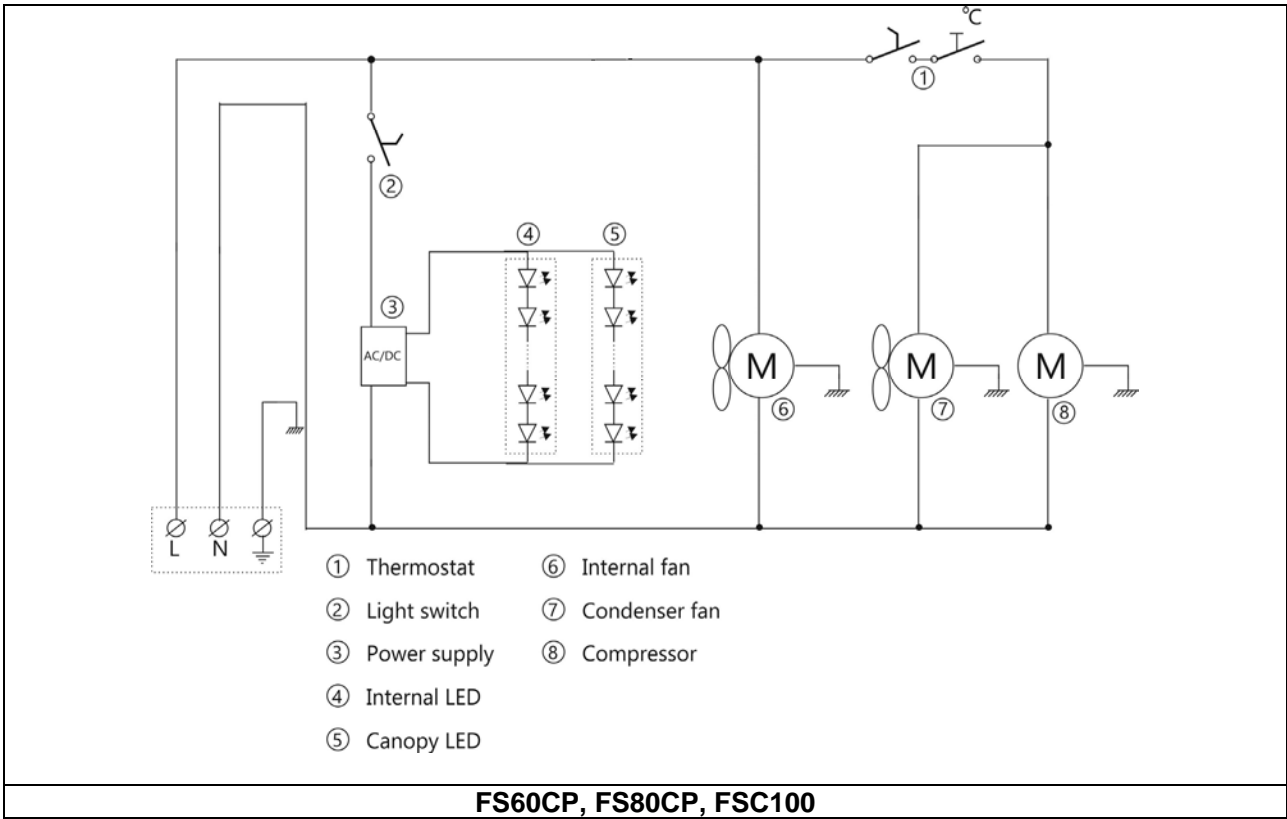 °C
①
②
④ ⑤
③
AC/DC
M M M
⑥ ⑦ ⑧
L N
① Thermostat
② Light switch
③ Power supply
④ Internal LED
⑤ Canopy LED
⑥ Internal fan
⑦ Condenser fan
⑧ Compressor
FS60CP, FS80CP, FSC100